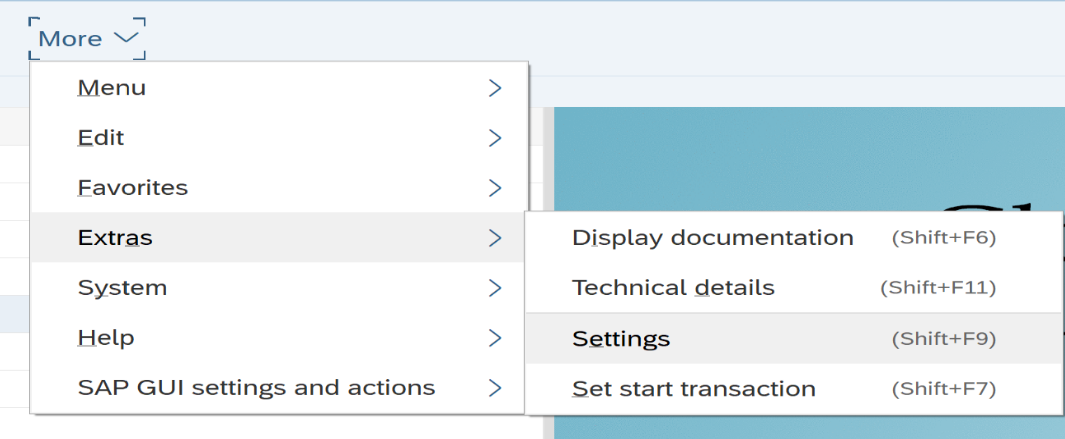 More
Menu
Edit
Favorites
Extras
System
Help
SAP GUI settings and actions
Display documentation (Shift+F6)
Technical details (Shift+F11)
Settings (Shift+F9)
Set start transaction (Shift+F7)